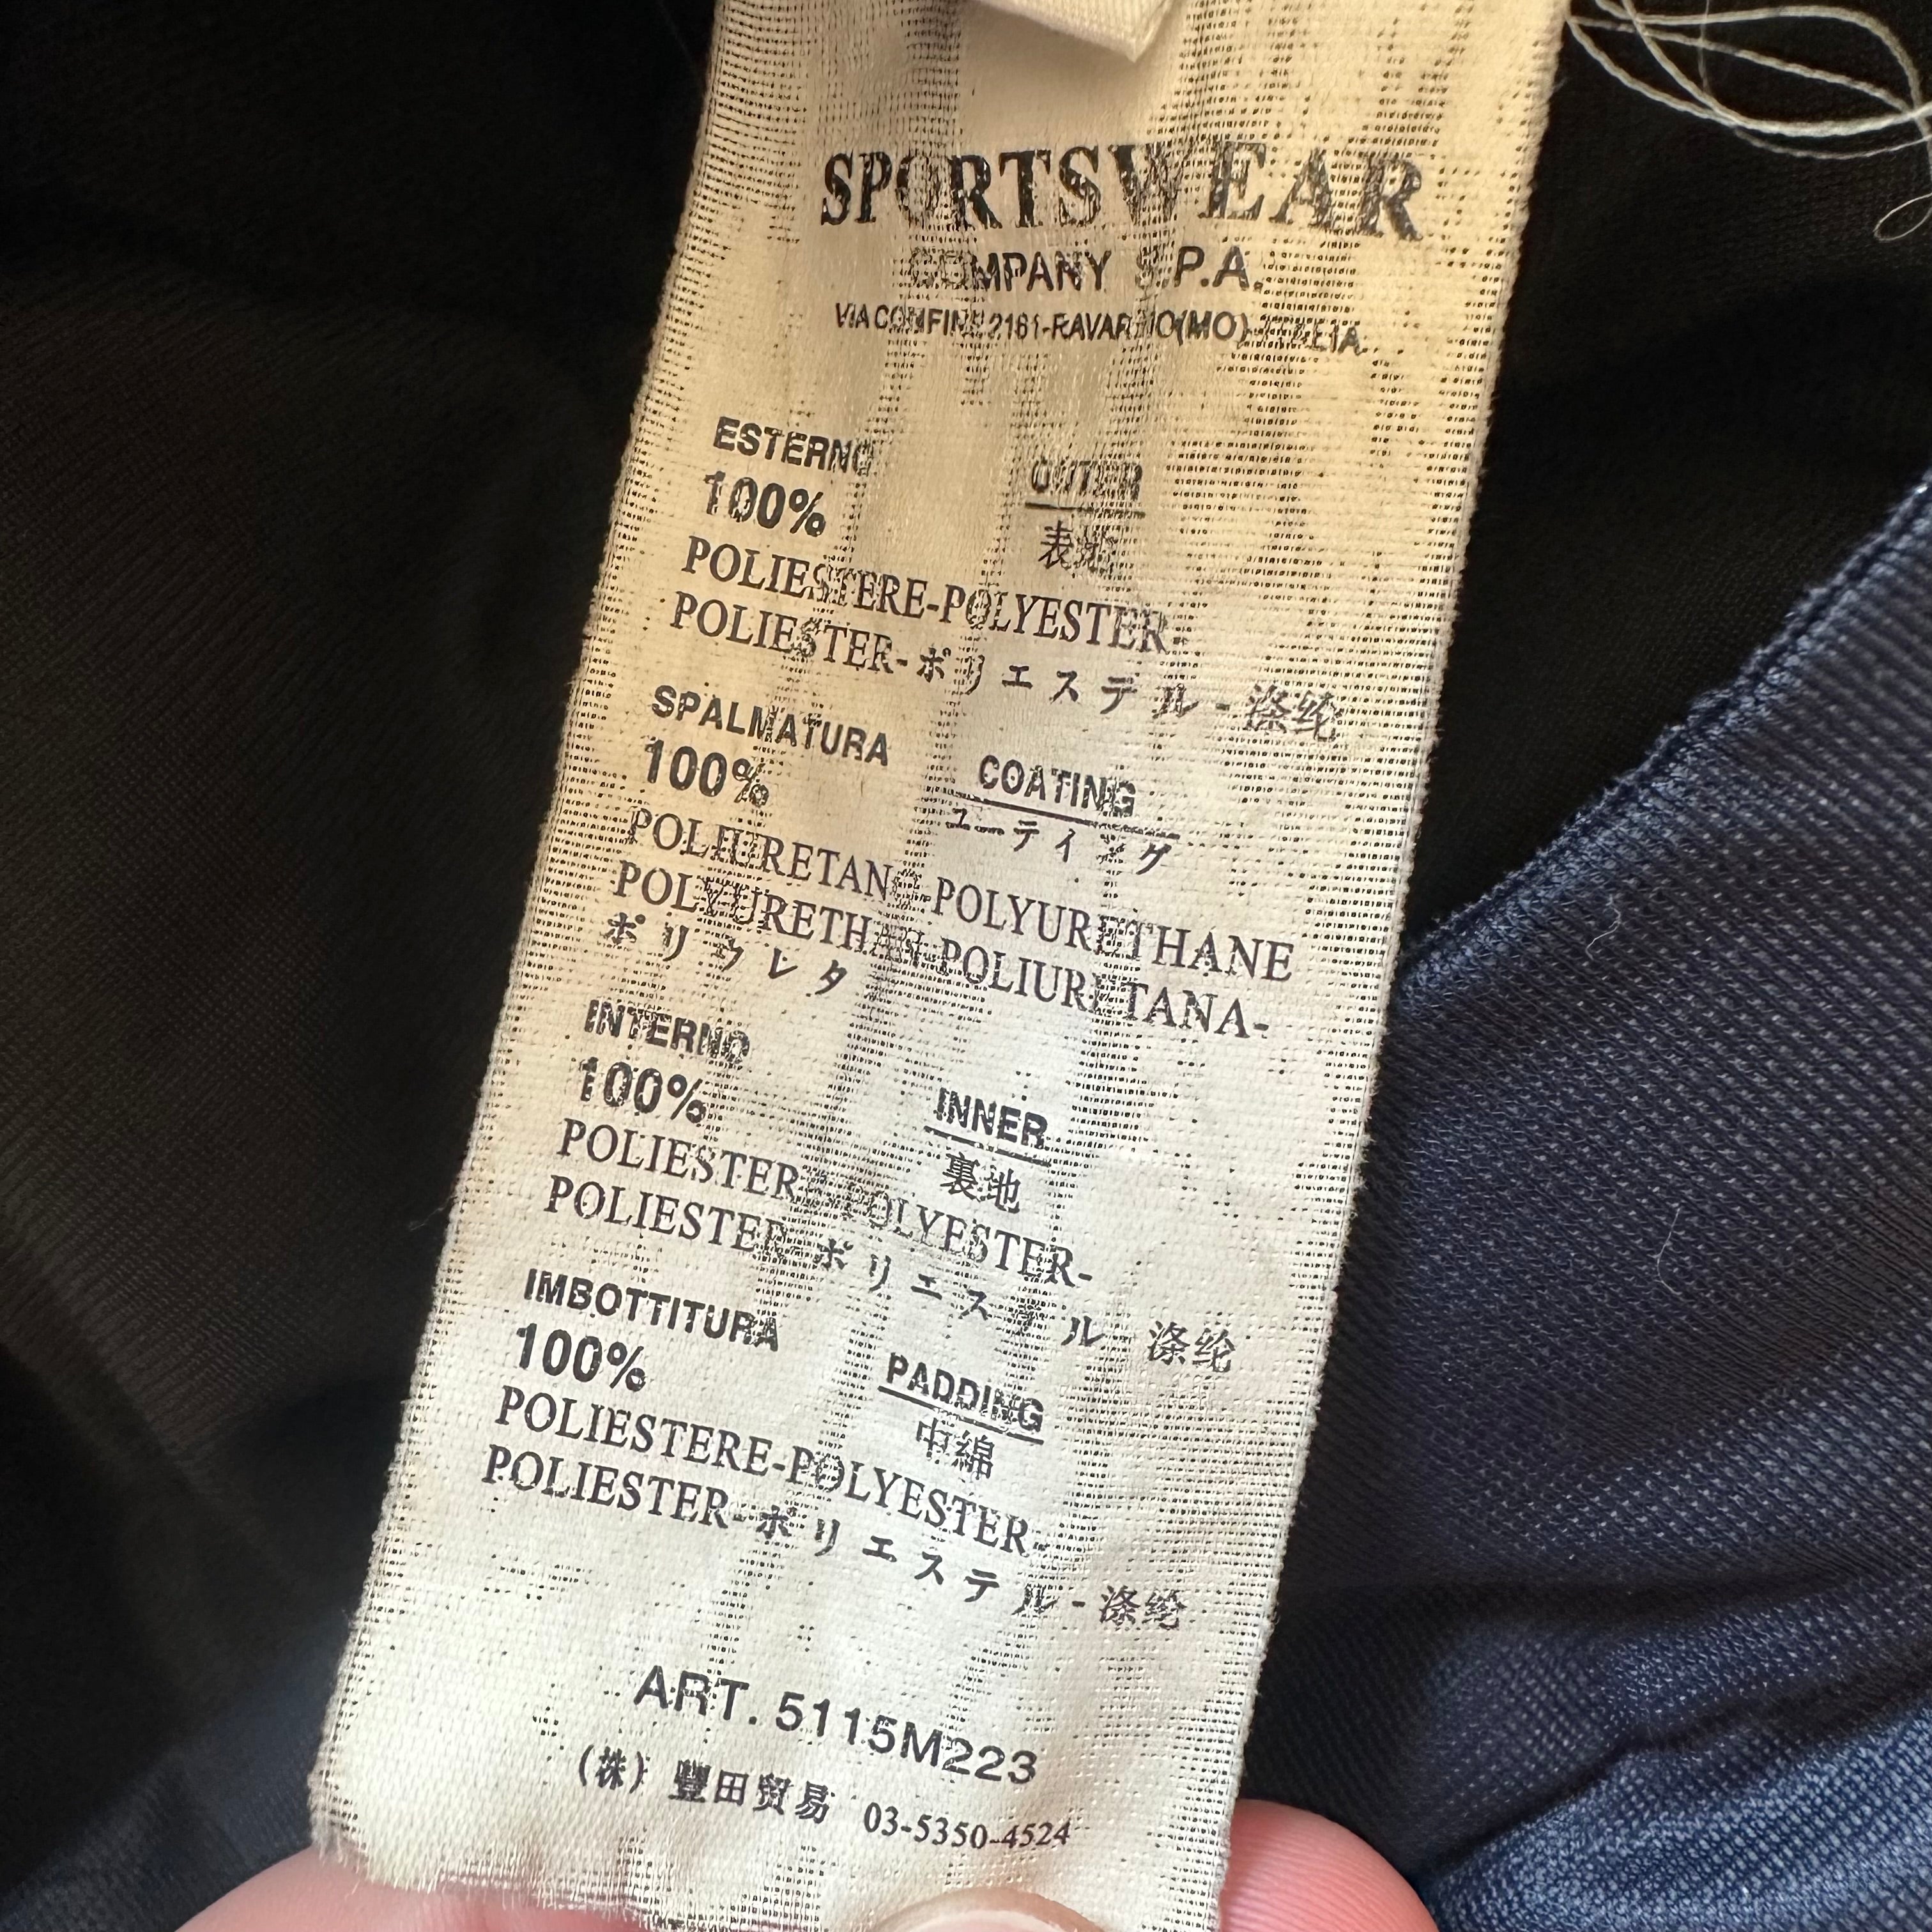 SPORTSWEAR
COMPANY S.P.A.
VIA CONFINE 2161-RAVARINO(MO)-ITALIA
ESTERNO OUTER
100% 表地
POLIESTERE-POLYESTER-
POLIESTER-ポリエステル-涤纶
SPALMATURA COATING
100% コーティング
POLIURETANO-POLYURETHANE
POLYURETHAN-POLIURETANA-
ポリウレタ
INTERNO INNER
100% 裏地
POLIESTERE-POLYESTER-
POLIESTER-ポリエステル-涤纶
IMBOTTITURA PADDING
100% 中綿
POLIESTERE-POLYESTER-
POLIESTER-ポリエステル-涤纶
ART. 5115M223
(株) 豐田贸易 03-5350-4524